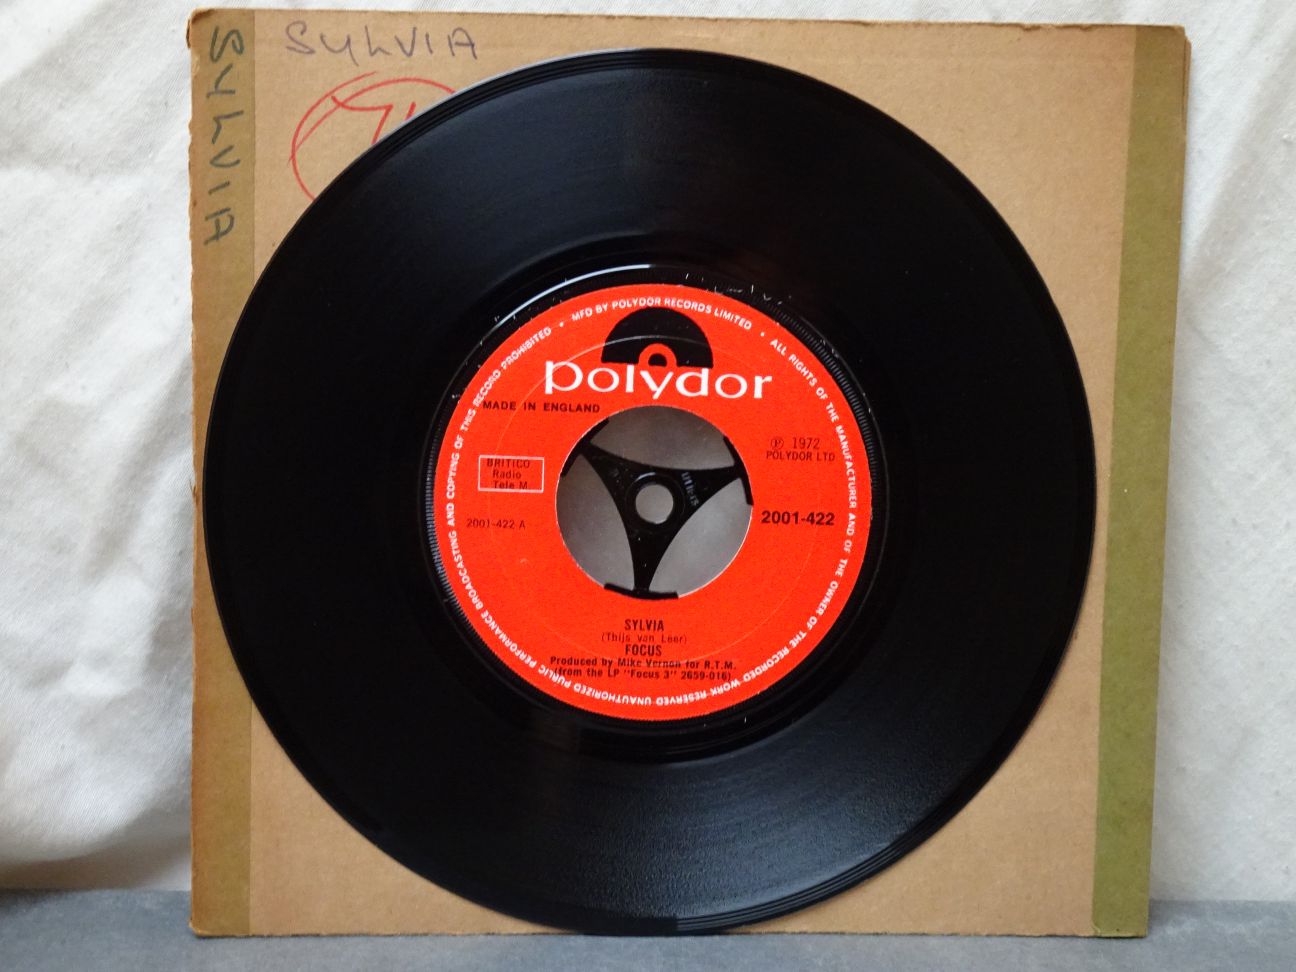 SYLVIA
SYLVIA
MFD BY POLYDOR RECORDS LIMITED • ALL RIGHTS OF THE MANUFACTURER AND OF THE OWNER OF THE RECORDED WORK RESERVED UNAUTHORIZED PUBLIC PERFORMANCE BROADCASTING AND COPYING OF THIS RECORD PROHIBITED •
polydor
MADE IN ENGLAND
BRITICO
Radio
Tele M.
2001-422 A
℗ 1972
POLYDOR LTD
2001-422
SYLVIA
(Thijs van Leer)
FOCUS
Produced by Mike Vernon for R.T.M.
(from the LP "Focus 3" 2659-016)